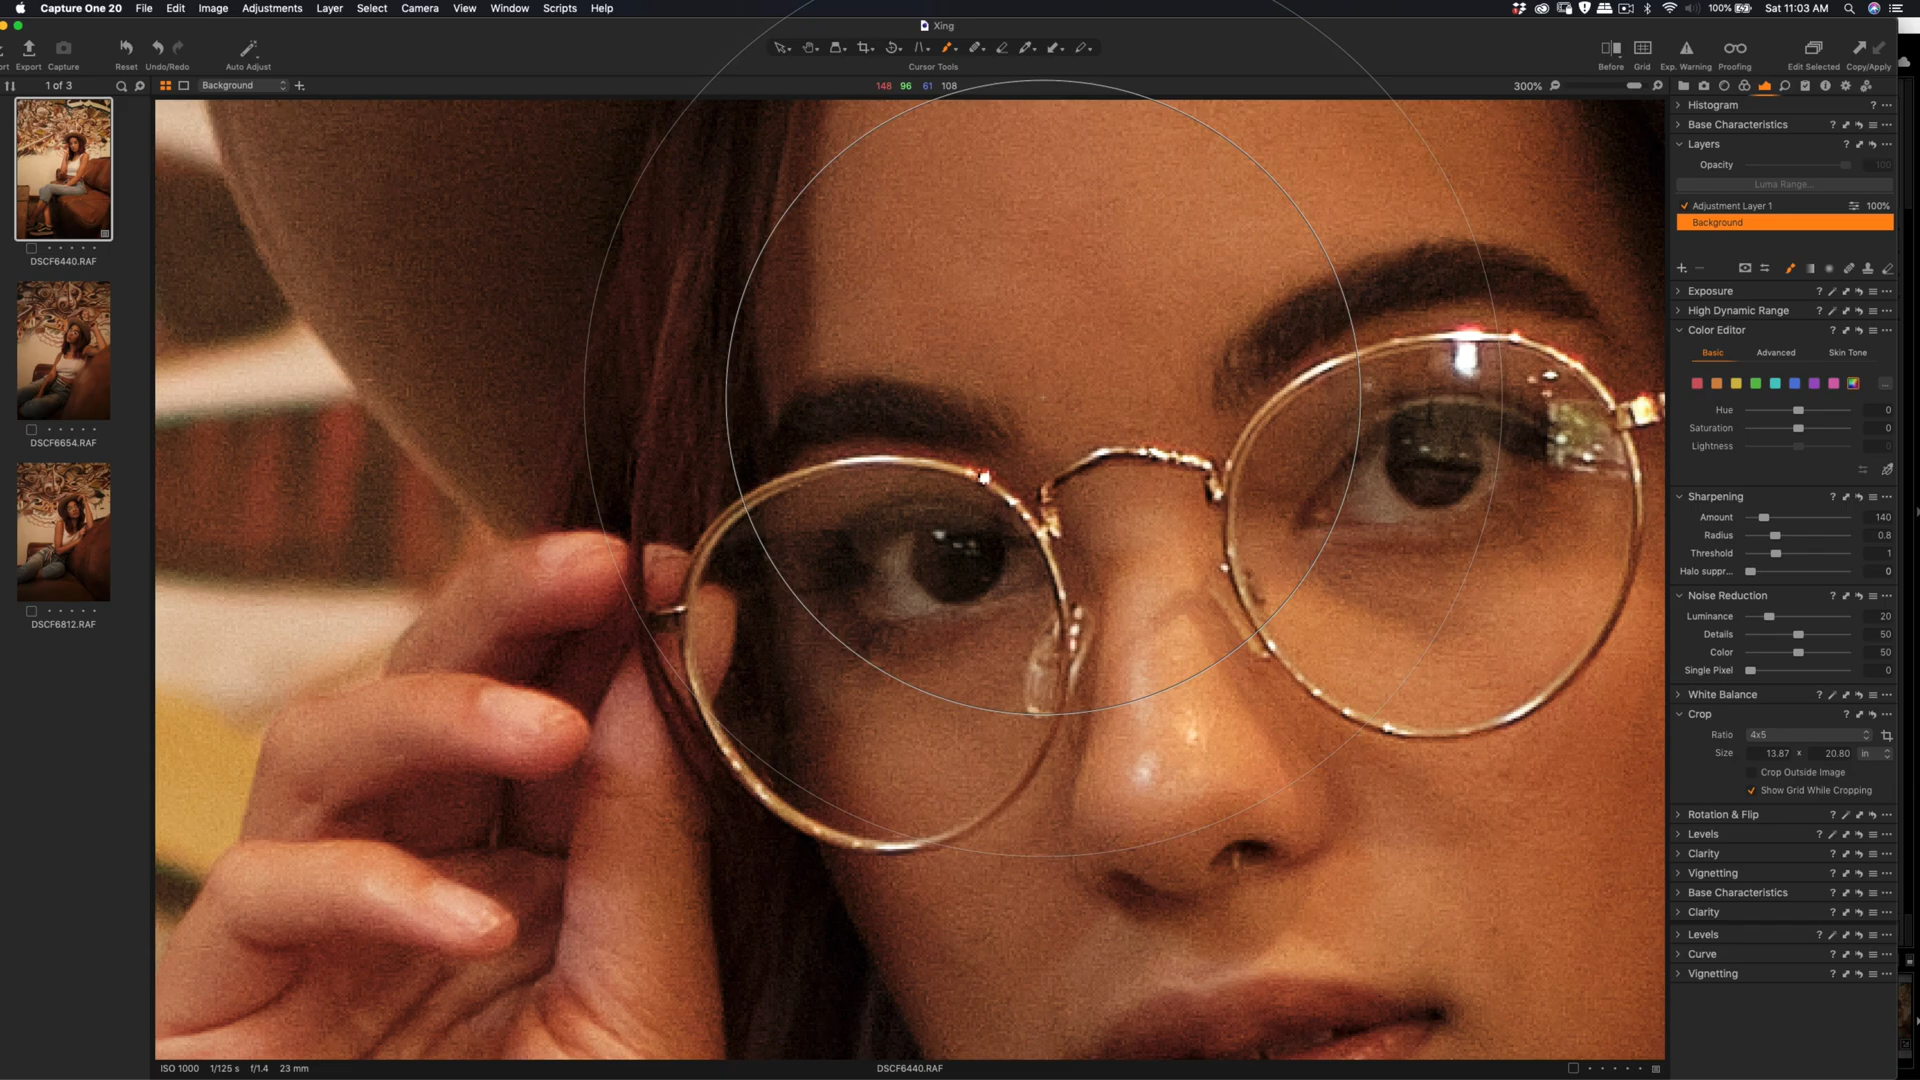 Capture One 20 File Edit Image Adjustments Layer Select Camera View Window Scripts Help 100% Sat 11:03 AM
Xing
Export Capture Reset Undo/Redo Auto Adjust Cursor Tools Before Grid Exp. Warning Proofing Edit Selected Copy/Apply
1 of 3 Background 148 96 61 108 300%
DSCF6440.RAF
DSCF6654.RAF
DSCF6812.RAF
Histogram ? ...
Base Characteristics ? ...
Layers ? ...
Opacity 100
Luma Range...
Adjustment Layer 1 100%
Background
Exposure ? ...
High Dynamic Range ? ...
Color Editor ? ...
Basic Advanced Skin Tone
...
Hue 0
Saturation 0
Lightness 0
Sharpening ? ...
Amount 140
Radius 0.8
Threshold 1
Halo suppr... 0
Noise Reduction ? ...
Luminance 20
Details 50
Color 50
Single Pixel 0
White Balance ? ...
Crop ? ...
Ratio 4x5
Size 13.87 x 20.80 in
Crop Outside Image
Show Grid While Cropping
Rotation & Flip ? ...
Levels ? ...
Clarity ? ...
Vignetting ? ...
Base Characteristics ? ...
Clarity ? ...
Levels ? ...
Curve ? ...
Vignetting ? ...
ISO 1000 1/125 s f/1.4 23 mm DSCF6440.RAF